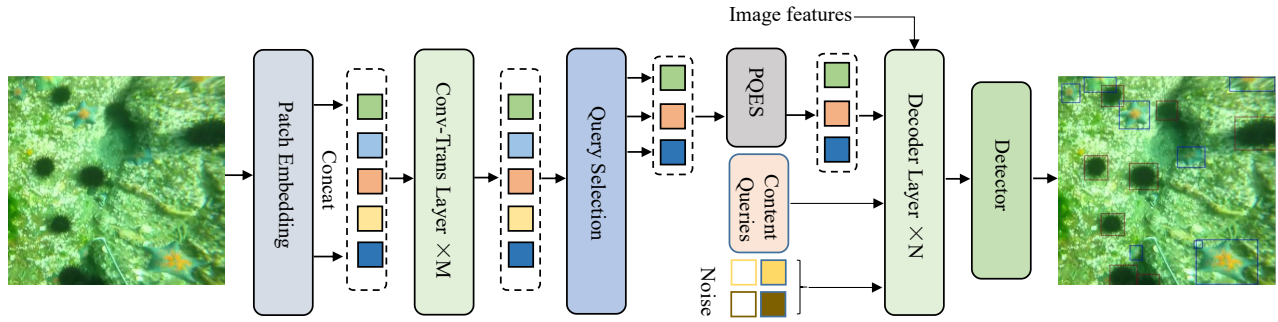 Image features
Patch Embedding
Concat
Conv-Trans Layer ×M
Query Selection
PQES
Content
Queries
Noise
Decoder Layer ×N
Detector